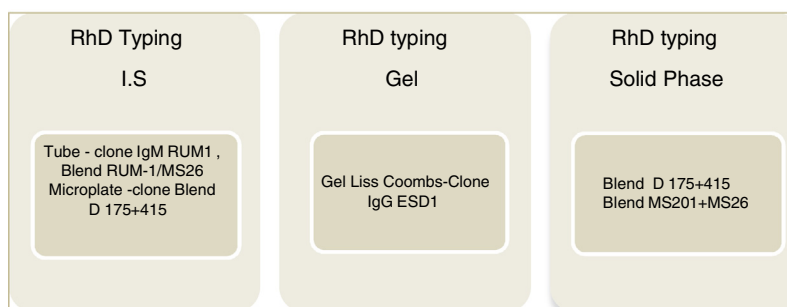 RhD Typing
I.S
Tube - clone IgM RUM1 ,
Blend RUM-1/MS26
Microplate -clone Blend
D 175+415
RhD typing
Gel
Gel Liss Coombs-Clone
IgG ESD1
RhD typing
Solid Phase
Blend D 175+415
Blend MS201+MS26